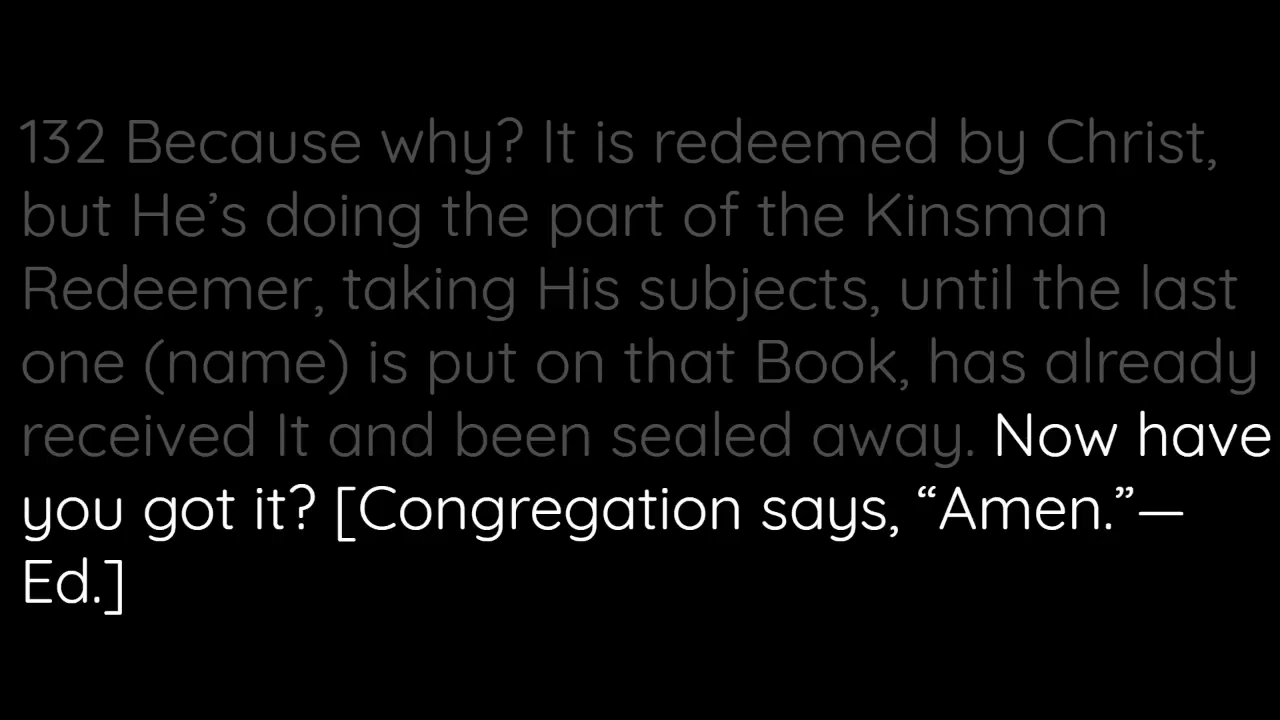 132 Because why? It is redeemed by Christ,
but He’s doing the part of the Kinsman
Redeemer, taking His subjects, until the last
one (name) is put on that Book, has already
received It and been sealed away. Now have
you got it? [Congregation says, “Amen.”—
Ed.]